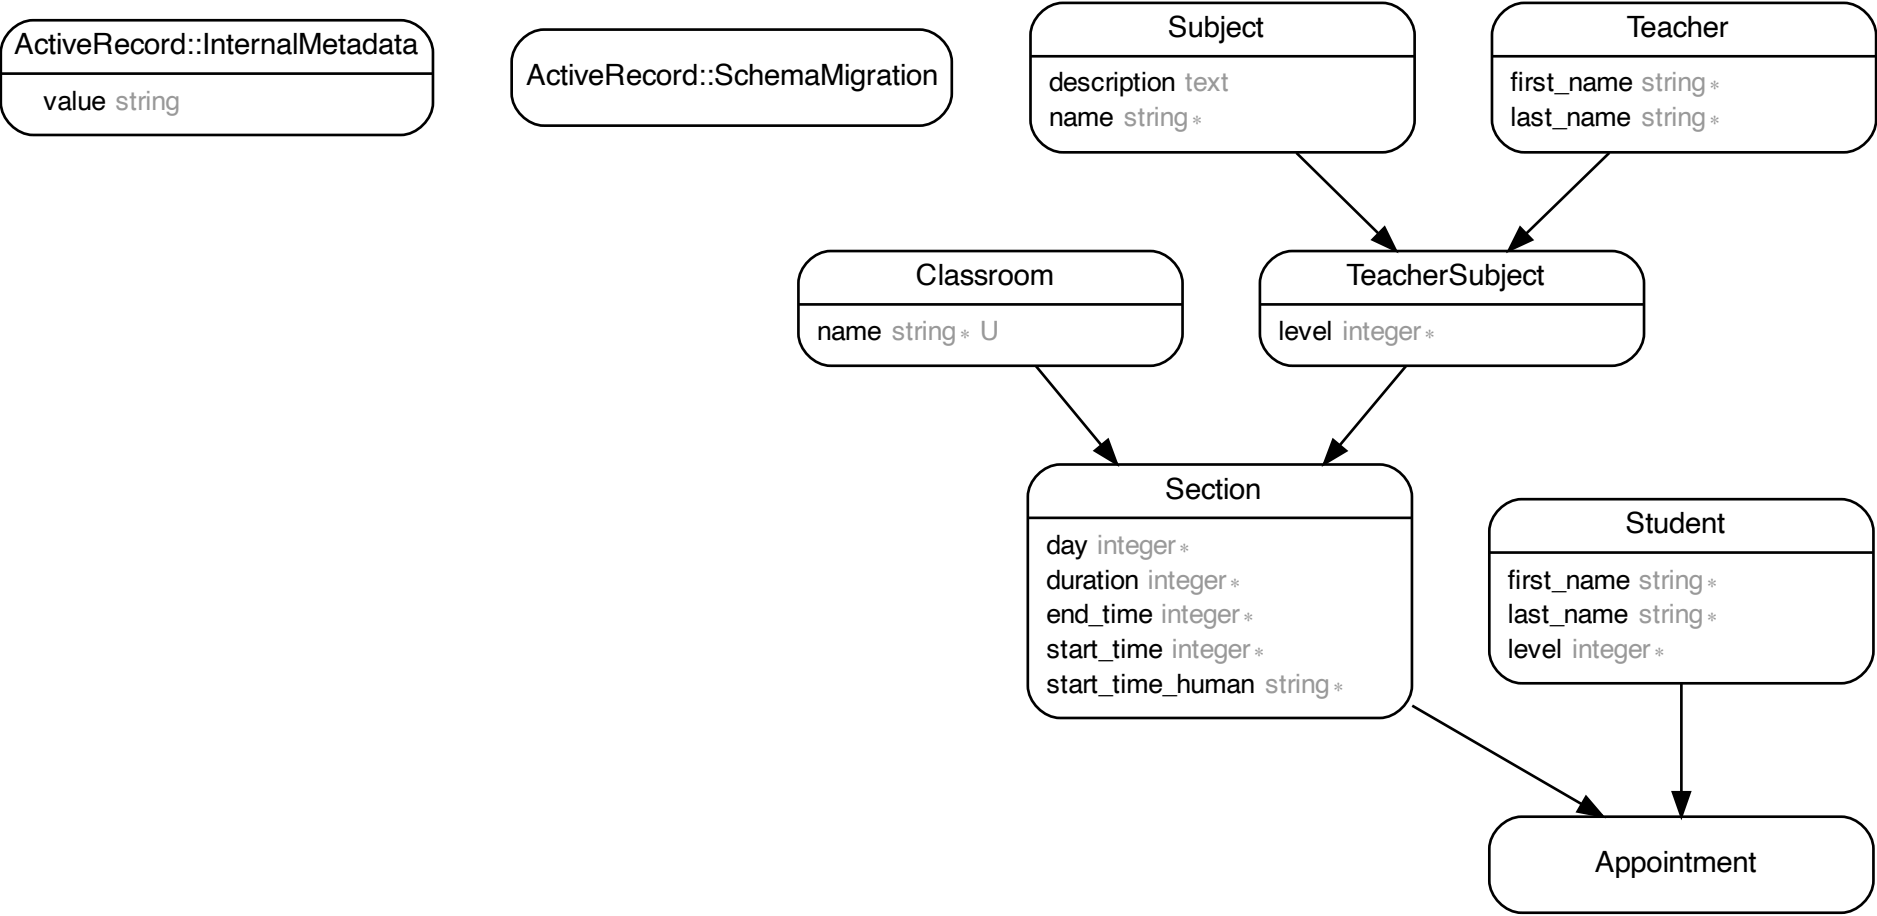 ActiveRecord::InternalMetadata
value string
ActiveRecord::SchemaMigration
Subject
description text
name string *
Teacher
first_name string *
last_name string *
Classroom
name string * U
TeacherSubject
level integer *
Section
day integer *
duration integer *
end_time integer *
start_time integer *
start_time_human string *
Student
first_name string *
last_name string *
level integer *
Appointment